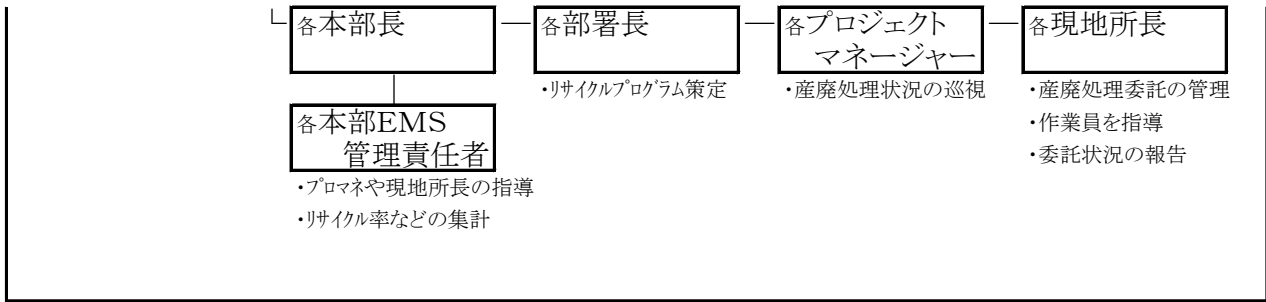 各本部長
各部署長
各プロジェクト
マネージャー
各現地所長
・リサイクルプログラム策定
・産廃処理状況の巡視
・産廃処理委託の管理
・作業員を指導
・委託状況の報告
各本部EMS
管理責任者
・プロマネや現地所長の指導
・リサイクル率などの集計